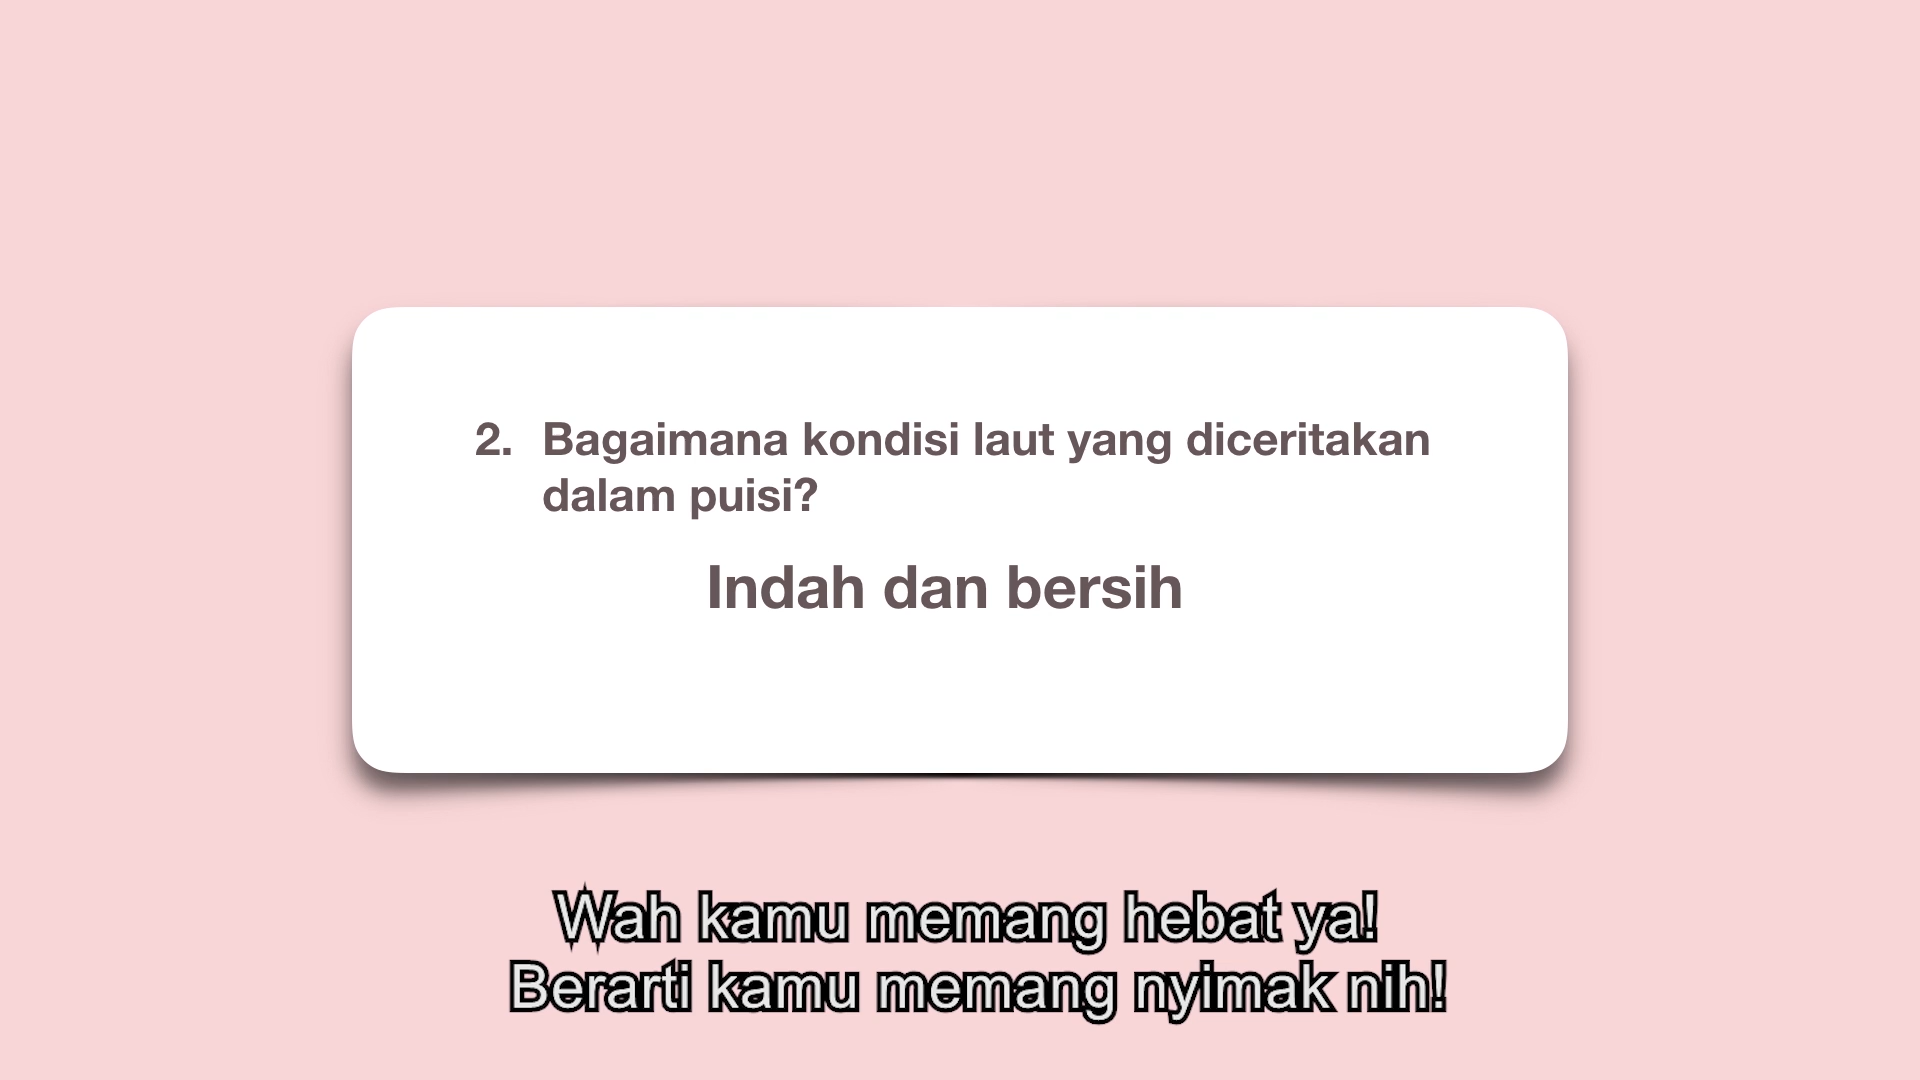 2. Bagaimana kondisi laut yang diceritakan
dalam puisi?
Indah dan bersih
Wah kamu memang hebat ya!
Berarti kamu memang nyimak nih!